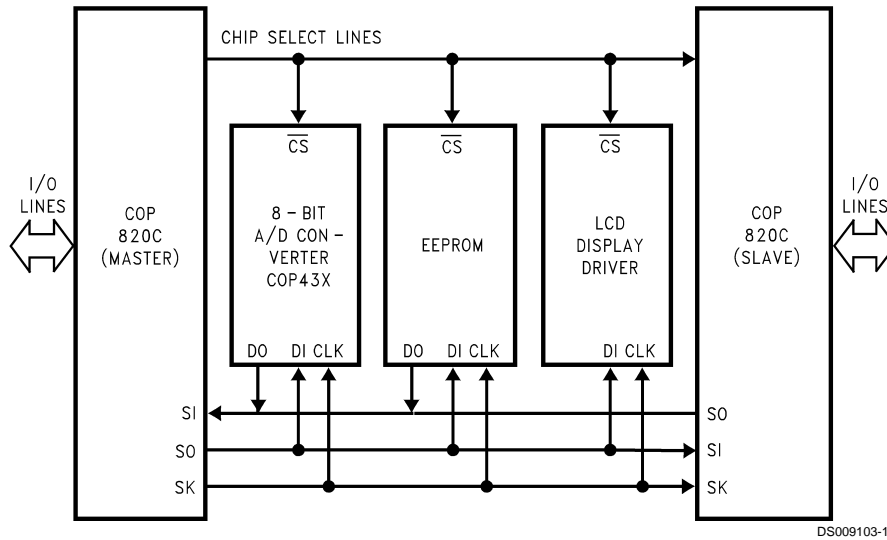 CHIP SELECT LINES
I/O
LINES
COP
820C
(MASTER)
CS
8 - BIT
A/D CON -
VERTER
COP43X
DO DI CLK
CS
EEPROM
DO DI CLK
CS
LCD
DISPLAY
DRIVER
DI CLK
COP
820C
(SLAVE)
I/O
LINES
SI
SO
SK
SO
SI
SK
DS009103-1